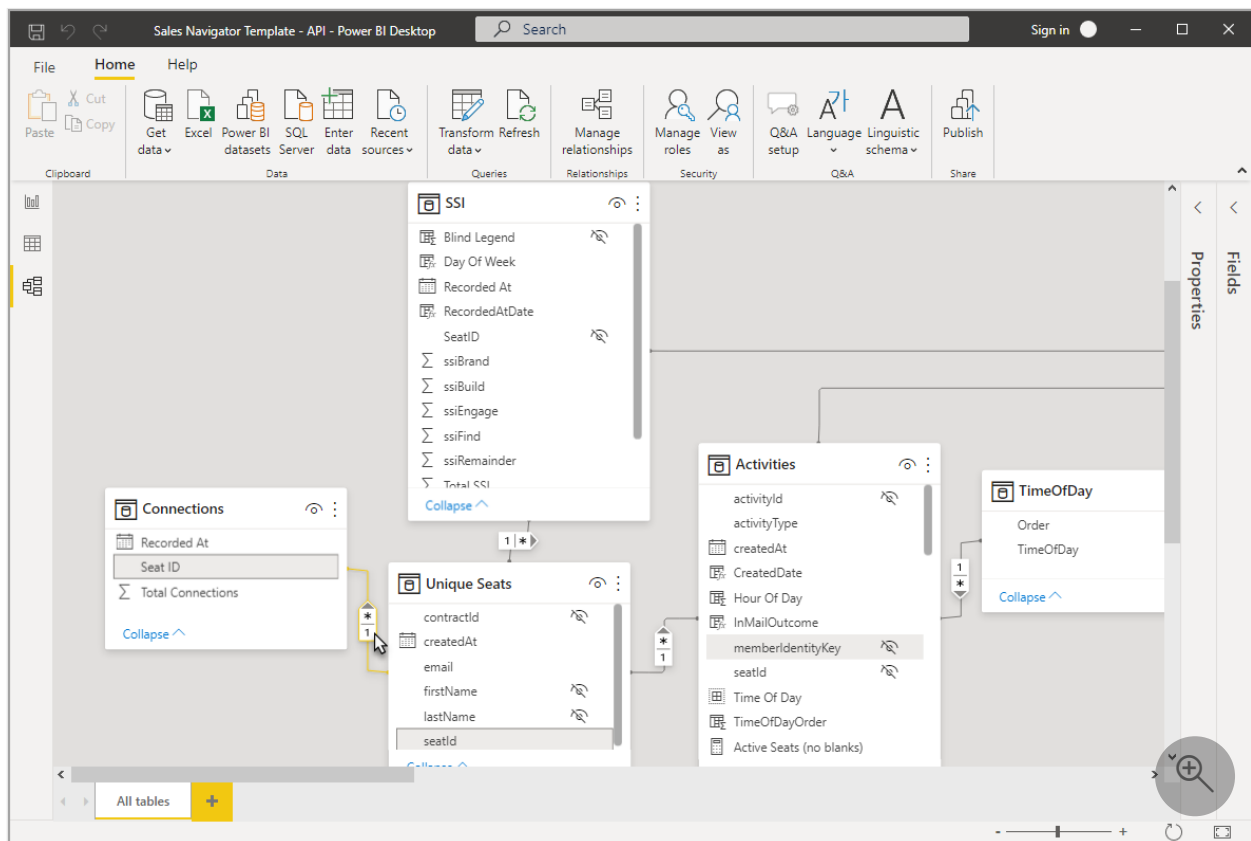 Sales Navigator Template - API - Power BI Desktop
Search
Sign in
File
Home
Help
Paste
Cut
Copy
Get data
Excel
Power BI datasets
SQL Server
Enter data
Recent sources
Transform data
Refresh
Manage relationships
Manage roles
View as
Q&A setup
Language
Linguistic schema
Publish
Clipboard
Data
Queries
Relationships
Security
Q&A
Share
SSI
Blind Legend
Day Of Week
Recorded At
RecordedAtDate
SeatID
ssiBrand
ssiBuild
ssiEngage
ssiFind
ssiRemainder
Total SSI
Collapse
1 *
Connections
Recorded At
Seat ID
Total Connections
Collapse
*
1
Unique Seats
contractId
createdAt
email
firstName
lastName
seatId
Collapse
*
1
Activities
activityId
activityType
createdAt
CreatedDate
Hour Of Day
InMailOutcome
memberIdentityKey
seatId
Time Of Day
TimeOfDayOrder
Active Seats (no blanks)
1
*
TimeOfDay
Order
TimeOfDay
Collapse
Properties
Fields
All tables
+
- +